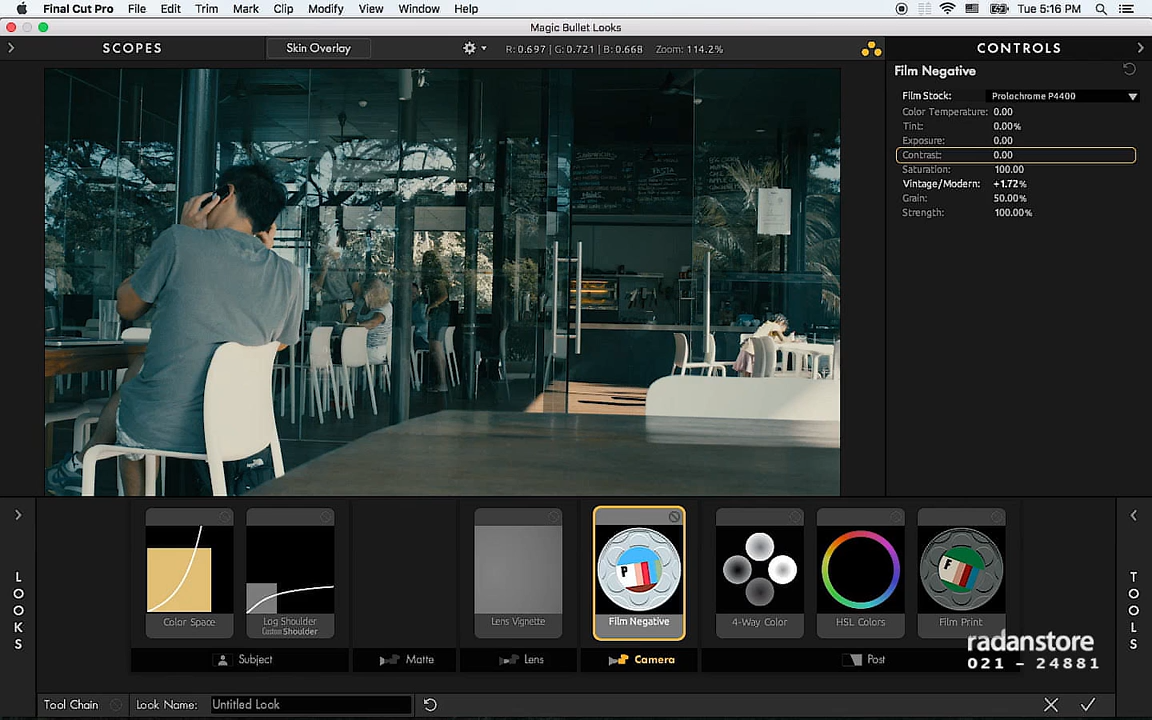 Final Cut Pro File Edit Trim Mark Clip Modify View Window Help Tue 5:16 PM
Magic Bullet Looks
SCOPES Skin Overlay R: 0.697 | G: 0.721 | B: 0.668 Zoom: 114.2% CONTROLS
Film Negative
Film Stock: Prolochrome P4400
Color Temperature: 0.00
Tint: 0.00%
Exposure: 0.00
Contrast: 0.00
Saturation: 100.00
Vintage/Modern: +1.72%
Grain: 50.00%
Strength: 100.00%
SANDWICHES
PASTA
LOOKS
P
F
TOOLS
Color Space
Log Shoulder
Custom Shoulder
Lens Vignette
Film Negative
4-Way Color
HSL Colors
Film Print
Subject Matte Lens Camera Post
radanstore
021 – 24881
Tool Chain Look Name: Untitled Look